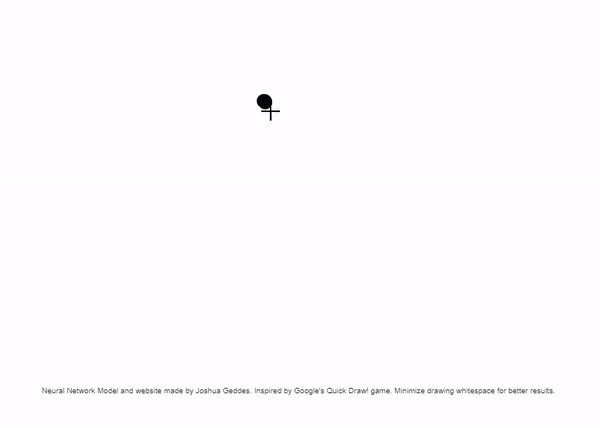 Neural Network Model and website made by Joshua Geddes. Inspired by Google's Quick Draw! game. Minimize drawing whitespace for better results.